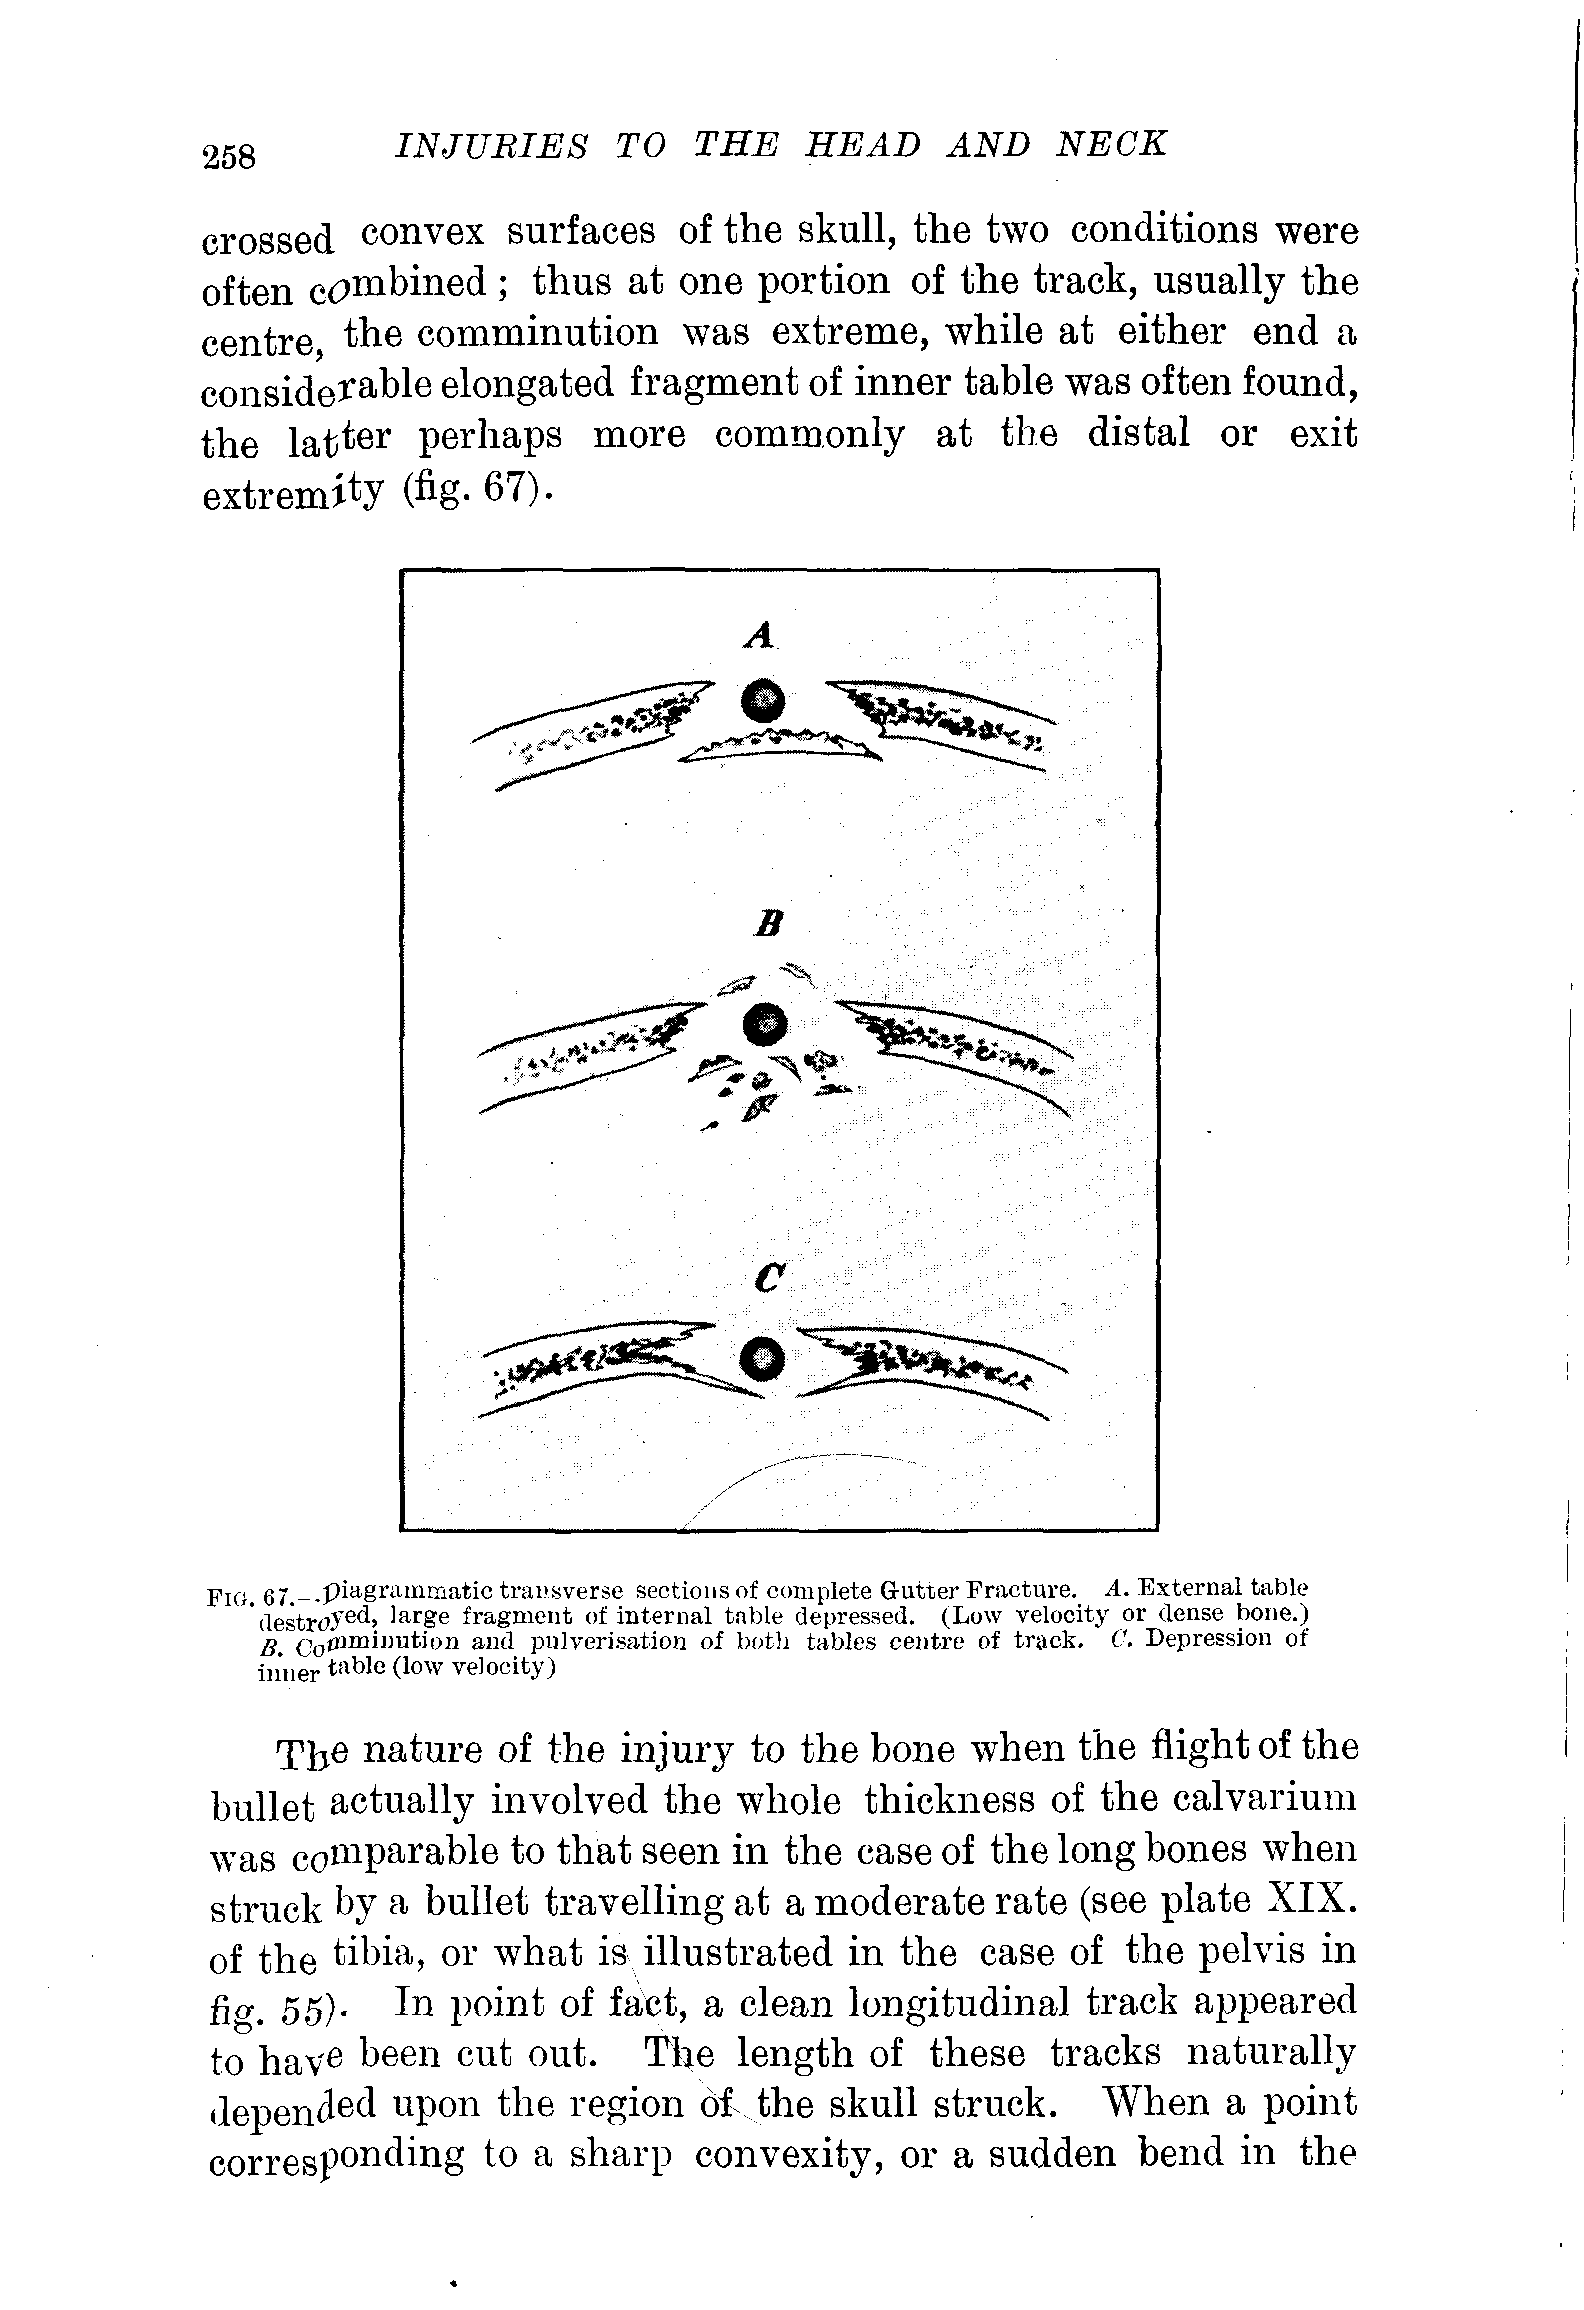 258 INJURIES TO THE HEAD AND NECK
crossed convex surfaces of the skull, the two conditions were
often combined ; thus at one portion of the track, usually the
centre, the comminution was extreme, while at either end a
considerable elongated fragment of inner table was often found,
the latter perhaps more commonly at the distal or exit
extremity (fig. 67).
A
B
C
FIG. 67.—Diagrammatic transverse sections of complete Gutter Fracture. A. External table
destroyed, large fragment of internal table depressed. (Low velocity or dense bone.)
B. Comminution and pulverisation of both tables centre of track. C. Depression of
inner table (low velocity)
The nature of the injury to the bone when the flight of the
bullet actually involved the whole thickness of the calvarium
was comparable to that seen in the case of the long bones when
struck by a bullet travelling at a moderate rate (see plate XIX.
of the tibia, or what is illustrated in the case of the pelvis in
fig. 55). In point of fact, a clean longitudinal track appeared
to have been cut out. The length of these tracks naturally
depended upon the region of the skull struck. When a point
corresponding to a sharp convexity, or a sudden bend in the